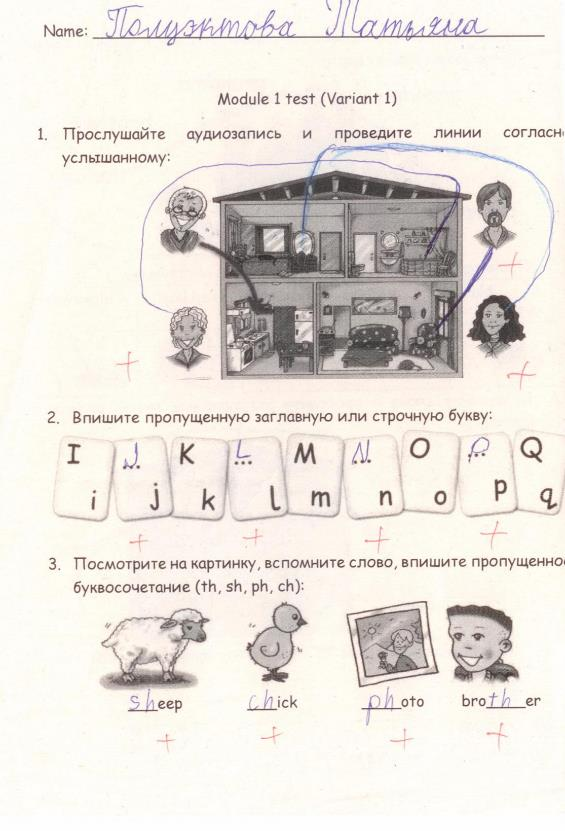 Name: Полуэктова Татьяна
Module 1 test (Variant 1)
1. Прослушайте аудиозапись и проведите линии согласн
услышанному:
+
+
+
2. Впишите пропущенную заглавную или строчную букву:
I J K L M N O P Q
i j k l m n o p q
+ + + +
3. Посмотрите на картинку, вспомните слово, впишите пропущенно
буквосочетание (th, sh, ph, ch):
sheep chick photo brother
+ + + +